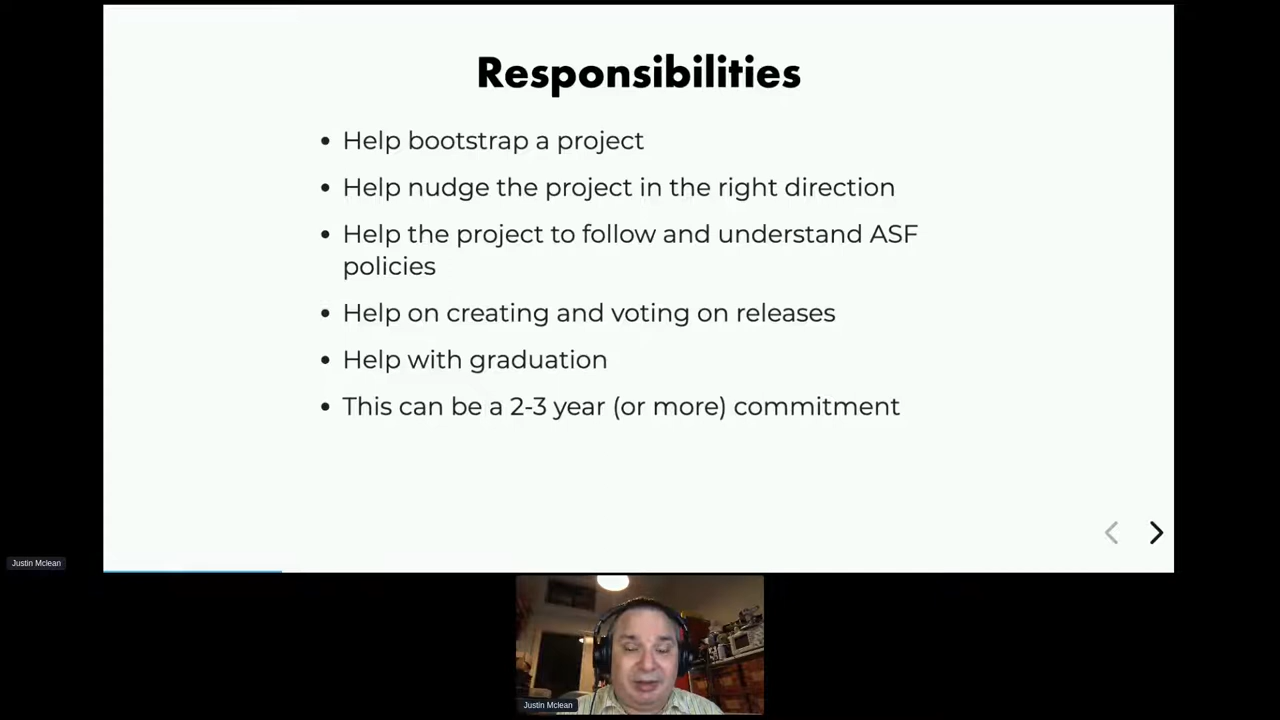 Responsibilities
• Help bootstrap a project
• Help nudge the project in the right direction
• Help the project to follow and understand ASF
policies
• Help on creating and voting on releases
• Help with graduation
• This can be a 2-3 year (or more) commitment
Justin Mclean
Justin Mclean